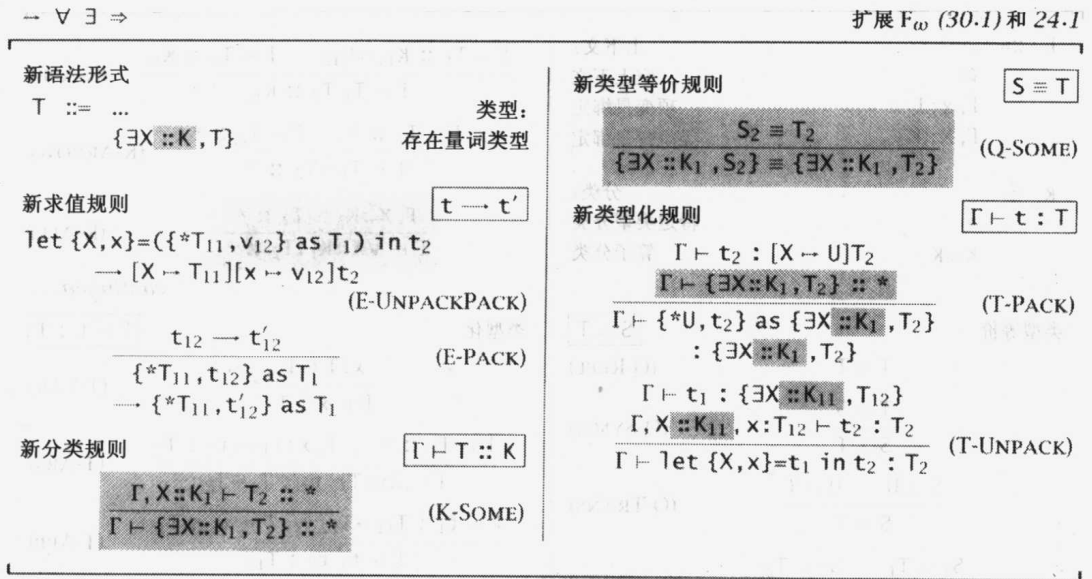 → ∀ ∃ ⇒ 扩展 Fω (30.1) 和 24.1
新语法形式
T ::= ... 类型:
{∃X::K, T} 存在量词类型
新求值规则 t → t′
let {X,x}=({*T11,v12} as T1) in t2
→ [X ↦ T11][x ↦ v12]t2
(E-UNPACKPACK)
t12 → t′12
{*T11,t12} as T1
→ {*T11,t′12} as T1
(E-PACK)
新分类规则 Γ ⊢ T :: K
Γ, X::K1 ⊢ T2 :: *
Γ ⊢ {∃X::K1,T2} :: *
(K-SOME)
新类型等价规则 S ≡ T
S2 ≡ T2
{∃X::K1,S2} ≡ {∃X::K1,T2}
(Q-SOME)
新类型化规则 Γ ⊢ t : T
Γ ⊢ t2 : [X ↦ U]T2
Γ ⊢ {∃X::K1,T2} :: *
Γ ⊢ {*U,t2} as {∃X::K1,T2}
: {∃X::K1,T2}
(T-PACK)
Γ ⊢ t1 : {∃X::K11,T12}
Γ, X::K11, x:T12 ⊢ t2 : T2
Γ ⊢ let {X,x}=t1 in t2 : T2
(T-UNPACK)